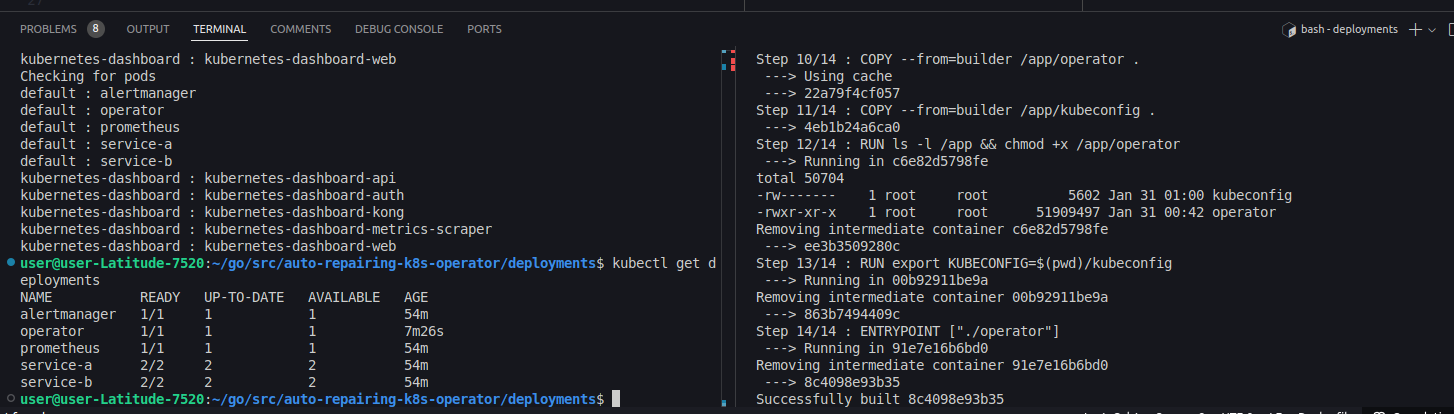 27
PROBLEMS 8 OUTPUT TERMINAL COMMENTS DEBUG CONSOLE PORTS
bash - deployments
kubernetes-dashboard : kubernetes-dashboard-web
Checking for pods
default : alertmanager
default : operator
default : prometheus
default : service-a
default : service-b
kubernetes-dashboard : kubernetes-dashboard-api
kubernetes-dashboard : kubernetes-dashboard-auth
kubernetes-dashboard : kubernetes-dashboard-kong
kubernetes-dashboard : kubernetes-dashboard-metrics-scraper
kubernetes-dashboard : kubernetes-dashboard-web
user@user-Latitude-7520:~/go/src/auto-repairing-k8s-operator/deployments$ kubectl get d
eployments
NAME READY UP-TO-DATE AVAILABLE AGE
alertmanager 1/1 1 1 54m
operator 1/1 1 1 7m26s
prometheus 1/1 1 1 54m
service-a 2/2 2 2 54m
service-b 2/2 2 2 54m
user@user-Latitude-7520:~/go/src/auto-repairing-k8s-operator/deployments$
Step 10/14 : COPY --from=builder /app/operator .
---> Using cache
---> 22a79f4cf057
Step 11/14 : COPY --from=builder /app/kubeconfig .
---> 4eb1b24a6ca0
Step 12/14 : RUN ls -l /app && chmod +x /app/operator
---> Running in c6e82d5798fe
total 50704
-rw------- 1 root root 5602 Jan 31 01:00 kubeconfig
-rwxr-xr-x 1 root root 51909497 Jan 31 00:42 operator
Removing intermediate container c6e82d5798fe
---> ee3b3509280c
Step 13/14 : RUN export KUBECONFIG=$(pwd)/kubeconfig
---> Running in 00b92911be9a
Removing intermediate container 00b92911be9a
---> 863b7494409c
Step 14/14 : ENTRYPOINT ["./operator"]
---> Running in 91e7e16b6bd0
Removing intermediate container 91e7e16b6bd0
---> 8c4098e93b35
Successfully built 8c4098e93b35